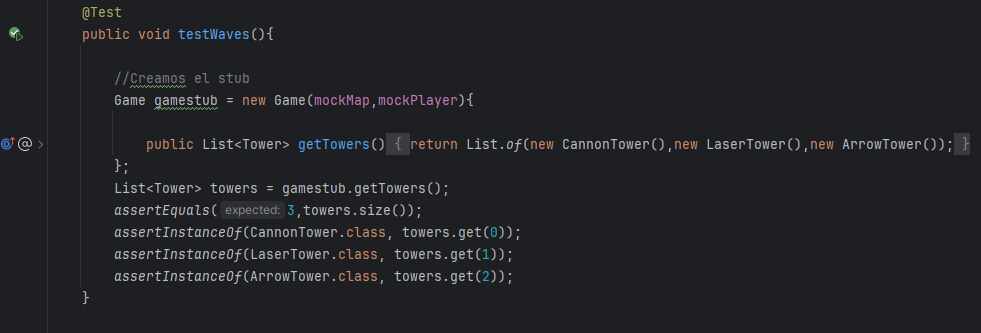 @Test
public void testWaves(){
//Creamos el stub
Game gamestub = new Game(mockMap,mockPlayer){
public List<Tower> getTowers() { return List.of(new CannonTower(),new LaserTower(),new ArrowTower()); }
};
List<Tower> towers = gamestub.getTowers();
assertEquals( expected: 3,towers.size());
assertInstanceOf(CannonTower.class, towers.get(0));
assertInstanceOf(LaserTower.class, towers.get(1));
assertInstanceOf(ArrowTower.class, towers.get(2));
}